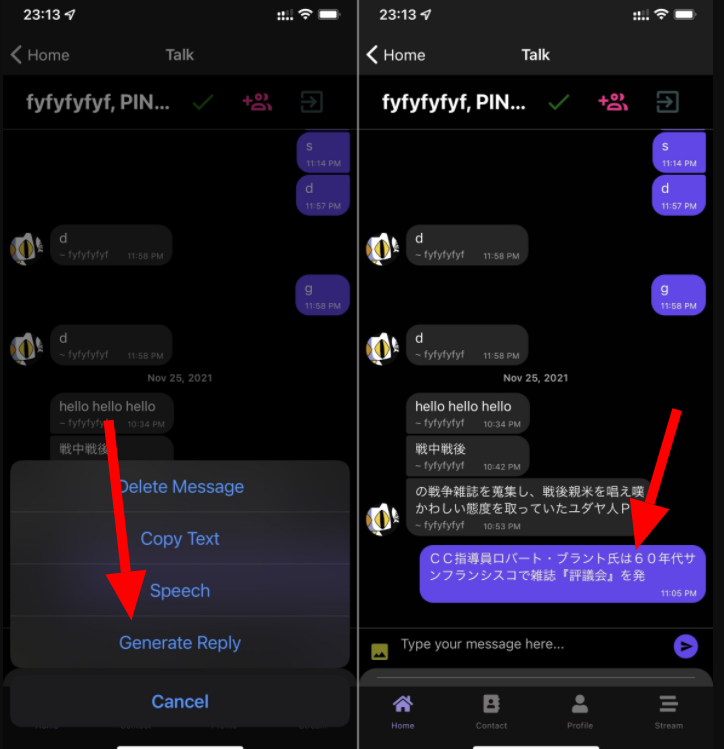 23:13
Home
Talk
fyfyfyfyf, PIN...
s
11:14 PM
d
11:57 PM
d
~ fyfyfyfyf 11:58 PM
g
11:58 PM
d
~ fyfyfyfyf 11:58 PM
Nov 25, 2021
hello hello hello
~ fyfyfyfyf 10:34 PM
戦中戦後
Delete Message
Copy Text
Speech
Generate Reply
Cancel
23:13
Home
Talk
fyfyfyfyf, PIN...
s
11:14 PM
d
11:57 PM
d
~ fyfyfyfyf 11:58 PM
g
11:58 PM
d
~ fyfyfyfyf 11:58 PM
Nov 25, 2021
hello hello hello
~ fyfyfyfyf 10:34 PM
戦中戦後
~ fyfyfyfyf 10:42 PM
の戦争雑誌を蒐集し、戦後親米を唱え嘆
かわしい態度を取っていたユダヤ人P
~ fyfyfyfyf 10:53 PM
CC指導員ロバート・ブラント氏は60年代サ
ンフランシスコで雑誌『評議会』を発
11:05 PM
Type your message here...
Home
Contact
Profile
Stream